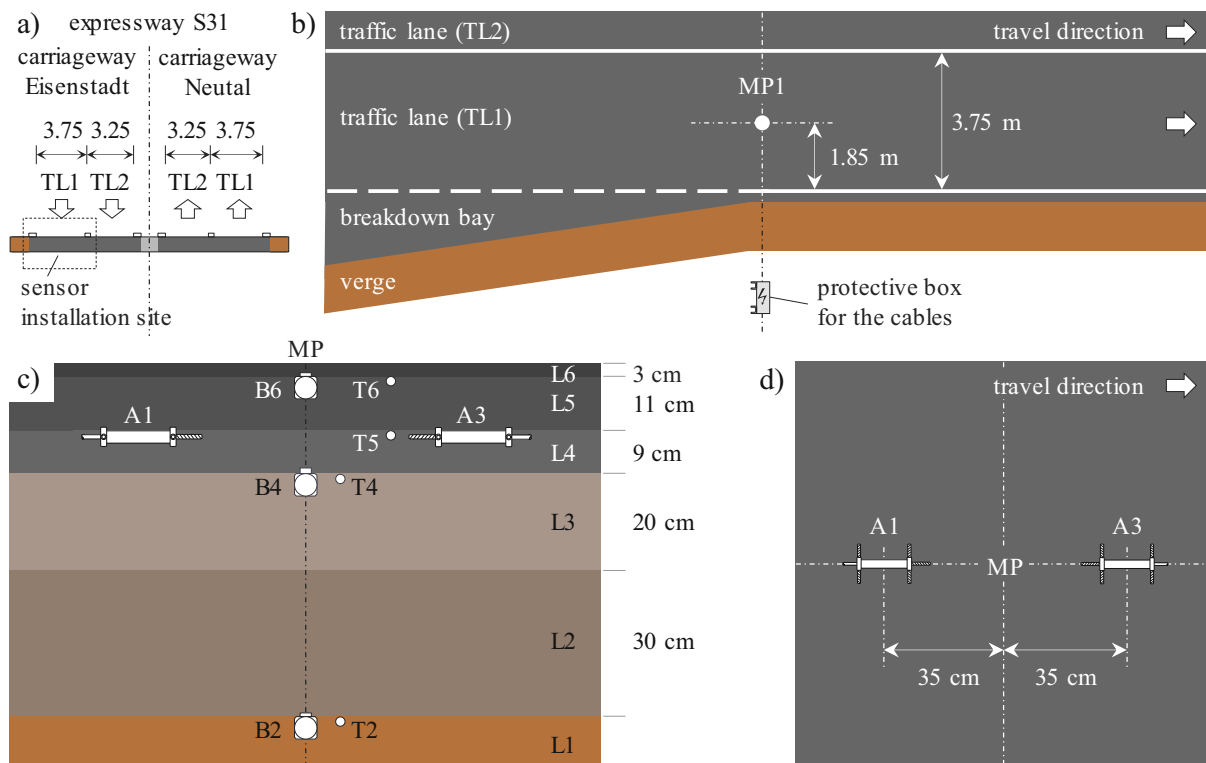 a)
expressway S31
carriageway
Eisenstadt
carriageway
Neutal
3.75 3.25
3.25 3.75
TL1 TL2
TL2 TL1
sensor
installation site
b)
traffic lane (TL2)
travel direction
MP1
traffic lane (TL1)
3.75 m
1.85 m
breakdown bay
verge
protective box
for the cables
c)
MP
L6
3 cm
B6
T6
L5
11 cm
A1
A3
T5
L4
9 cm
B4
T4
L3
20 cm
L2
30 cm
B2
T2
L1
d)
travel direction
A1
A3
MP
35 cm
35 cm